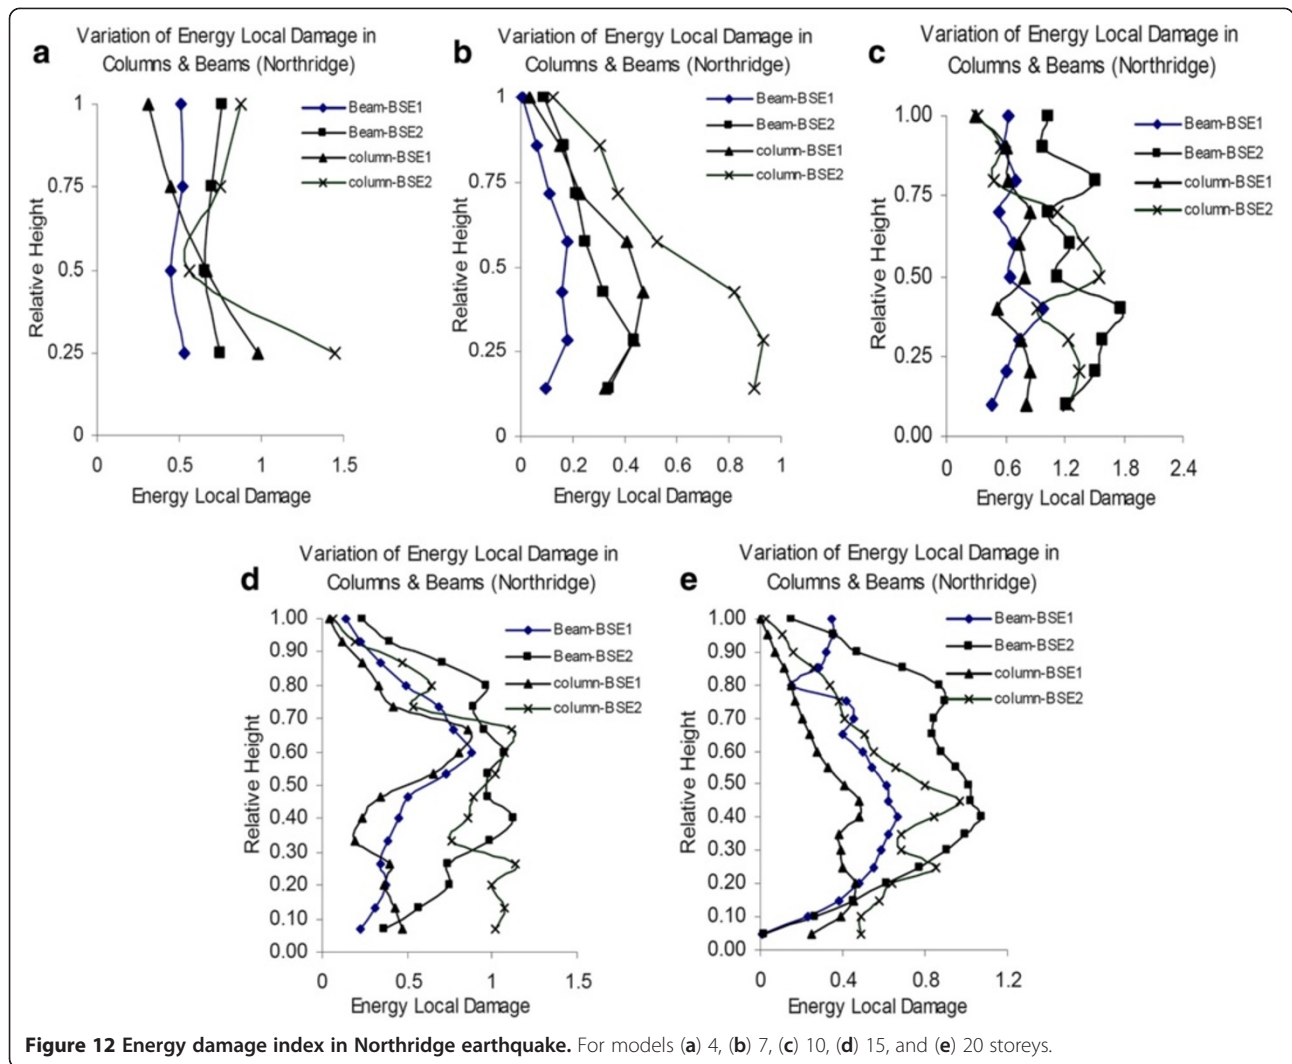 a
Variation of Energy Local Damage in
Columns & Beams (Northridge)
Relative Height
1
0.75
0.5
0.25
0
0 0.5 1 1.5
Energy Local Damage
Beam-BSE1
Beam-BSE2
column-BSE1
column-BSE2
b
Variation of Energy Local Damage in
Columns & Beams (Northridge)
Relative Height
1
0.75
0.5
0.25
0
0 0.2 0.4 0.6 0.8 1
Energy Local Damage
Beam-BSE1
Beam-BSE2
column-BSE1
column-BSE2
c
Variation of Energy Local Damage in
Columns & Beams (Northridge)
Relative Height
1.00
0.75
0.50
0.25
0.00
0 0.6 1.2 1.8 2.4
Energy Local Damage
Beam-BSE1
Beam-BSE2
column-BSE1
column-BSE2
d
Variation of Energy Local Damage in
Columns & Beams (Northridge)
Relative Height
1.00
0.90
0.80
0.70
0.60
0.50
0.40
0.30
0.20
0.10
0.00
0 0.5 1 1.5
Energy Local Damage
Beam-BSE1
Beam-BSE2
column-BSE1
column-BSE2
e
Variation of Energy Local Damage in
Columns & Beams (Northridge)
Relative Height
1.00
0.90
0.80
0.70
0.60
0.50
0.40
0.30
0.20
0.10
0.00
0 0.4 0.8 1.2
Energy Local Damage
Beam-BSE1
Beam-BSE2
column-BSE1
column-BSE2
Figure 12 Energy damage index in Northridge earthquake. For models (a) 4, (b) 7, (c) 10, (d) 15, and (e) 20 storeys.